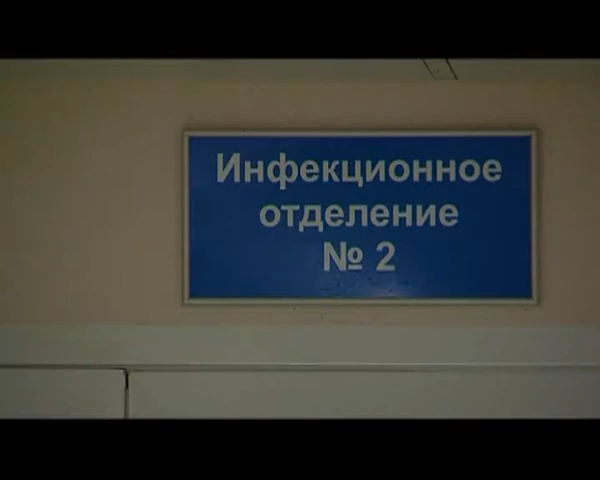 Инфекционное
отделение
№ 2